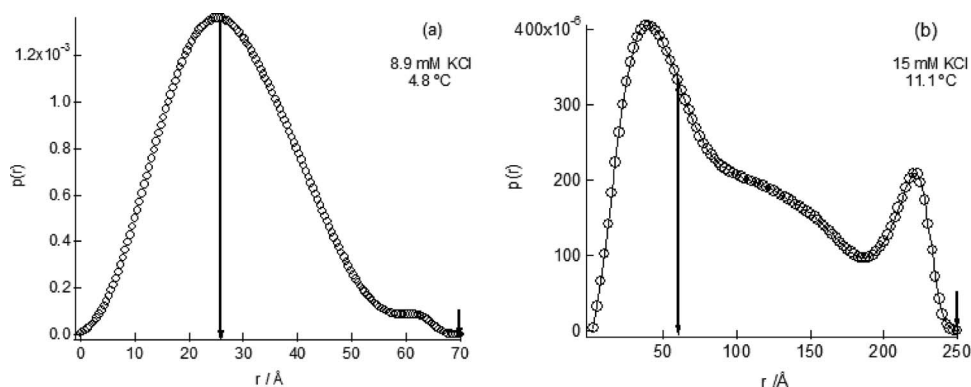 (a)
8.9 mM KCl
4.8 °C
1.2x10⁻³
1.0
0.8
0.6
0.4
0.2
0.0
p(r)
0 10 20 30 40 50 60 70
r / Å
(b)
15 mM KCl
11.1 °C
400x10⁻⁶
300
200
100
0
p(r)
50 100 150 200 250
r / Å